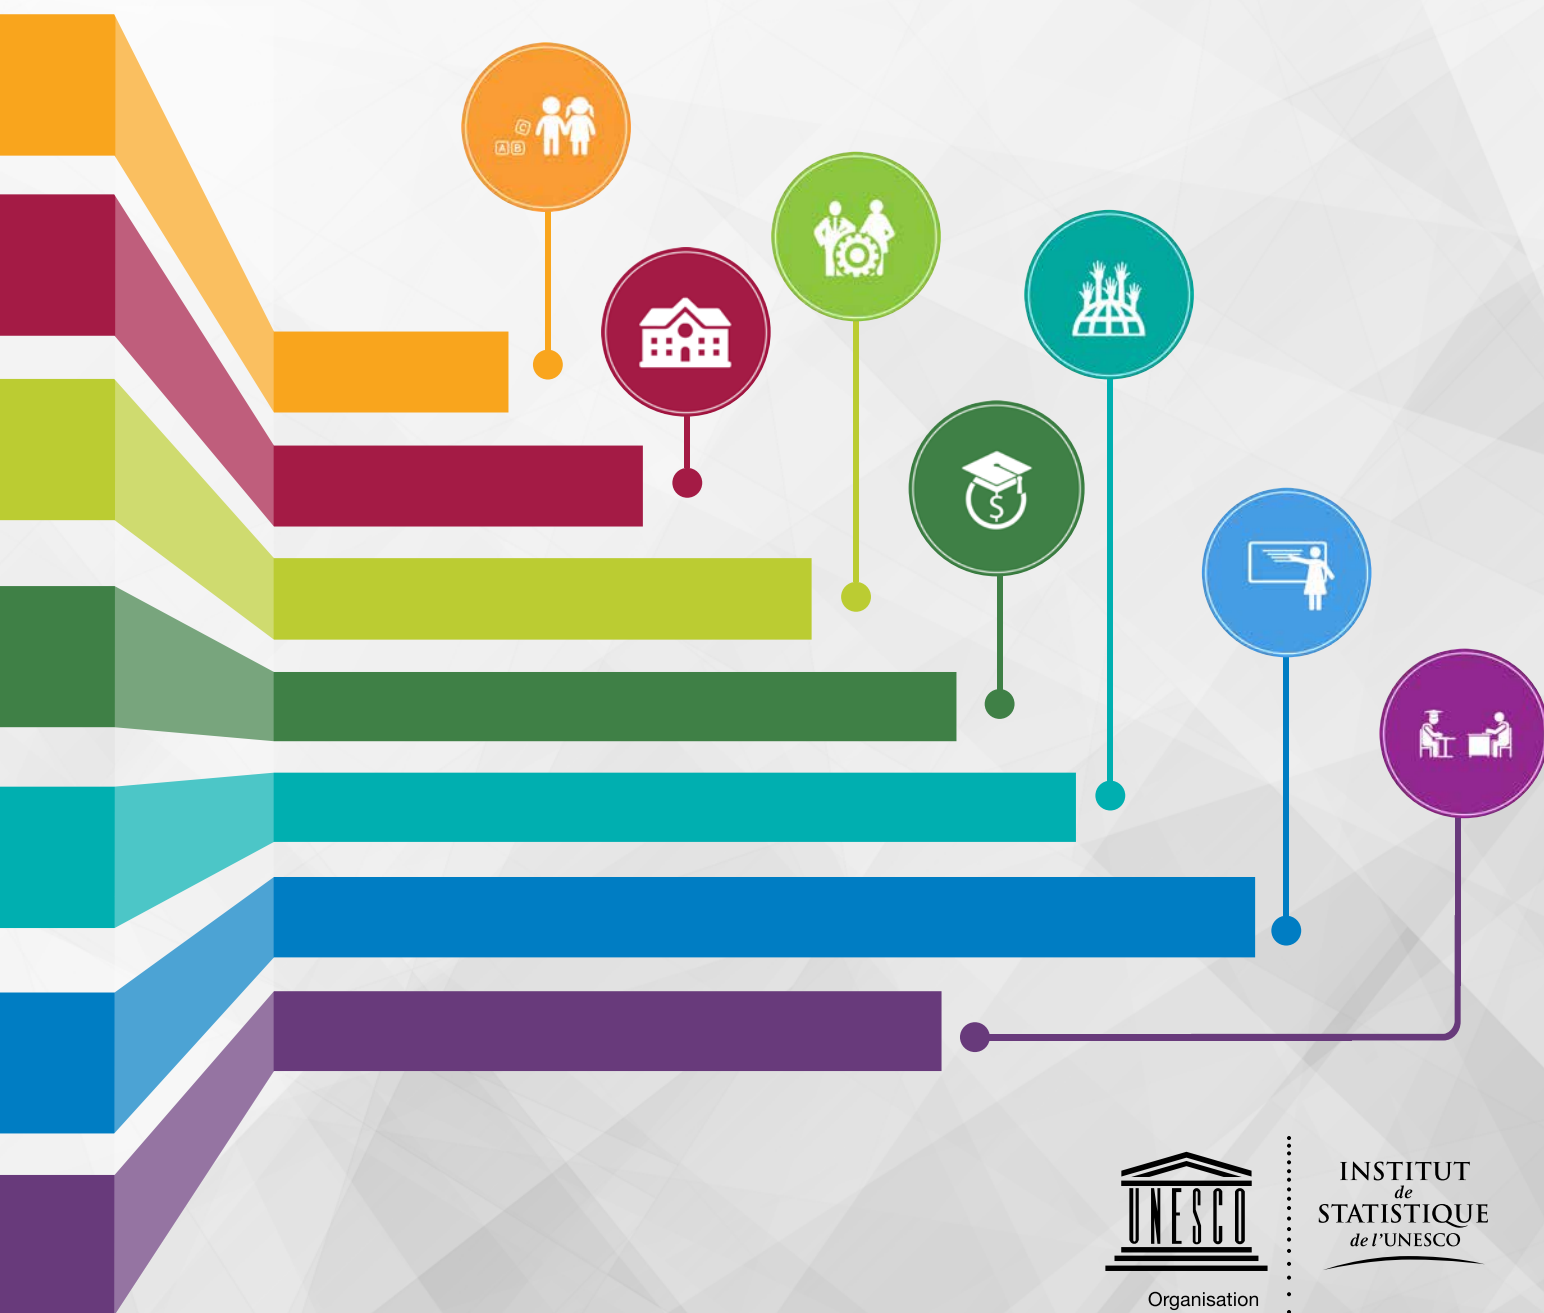 C
A B
$
UNESCO
Organisation
INSTITUT
de
STATISTIQUE
de l'UNESCO